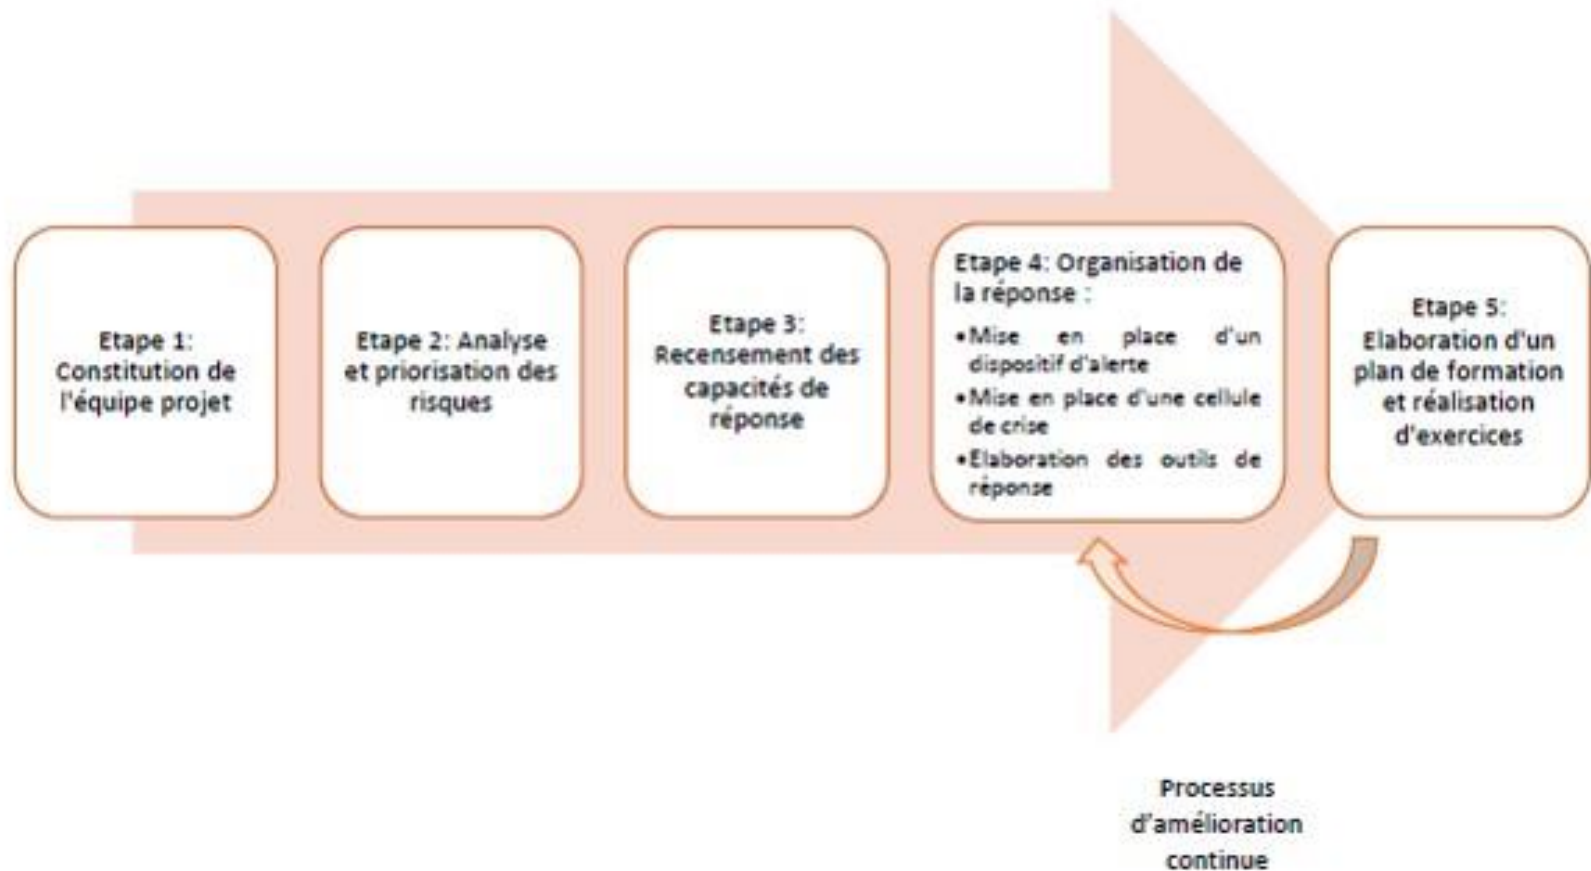 Etape 1:
Constitution de
l'équipe projet
Etape 2: Analyse
et priorisation des
risques
Etape 3:
Recensement des
capacités de
réponse
Etape 4: Organisation de
la réponse :
•Mise en place d'un
dispositif d'alerte
•Mise en place d'une cellule
de crise
•Elaboration des outils de
réponse
Etape 5:
Elaboration d'un
plan de formation
et réalisation
d'exercices
Processus
d'amélioration
continue